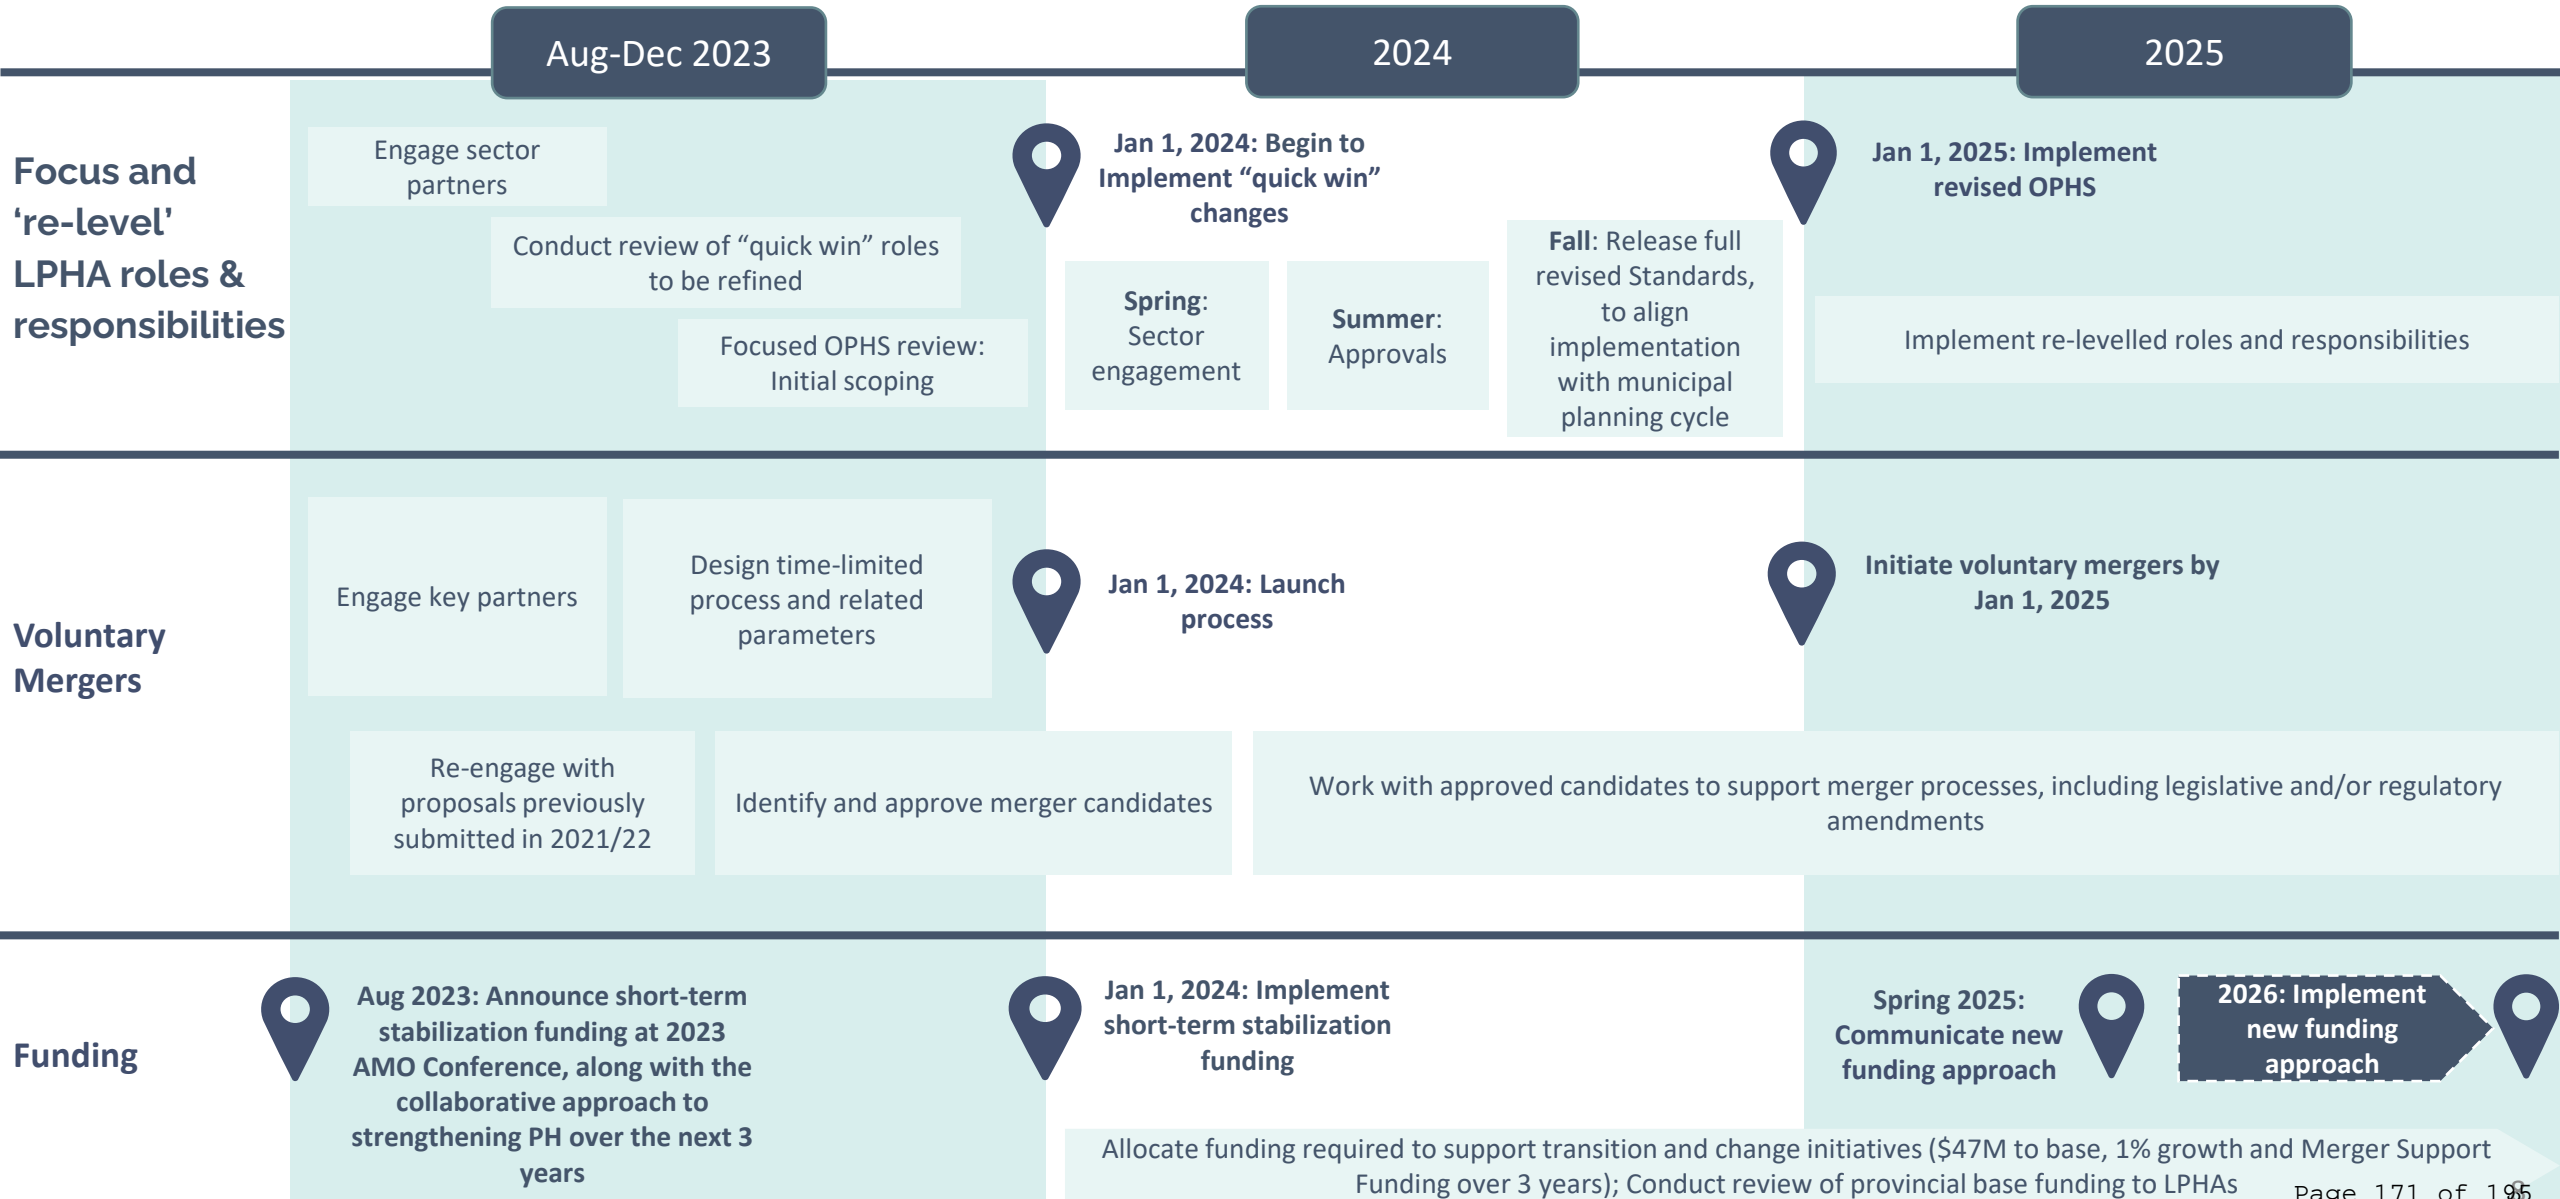 Aug-Dec 2023
2024
2025
Focus and
‘re-level’
LPHA roles &
responsibilities
Engage sector
partners
Conduct review of “quick win” roles
to be refined
Focused OPHS review:
Initial scoping
Jan 1, 2024: Begin to
Implement “quick win”
changes
Spring:
Sector
engagement
Summer:
Approvals
Fall: Release full
revised Standards,
to align
implementation
with municipal
planning cycle
Jan 1, 2025: Implement
revised OPHS
Implement re-levelled roles and responsibilities
Voluntary
Mergers
Engage key partners
Design time-limited
process and related
parameters
Jan 1, 2024: Launch
process
Initiate voluntary mergers by
Jan 1, 2025
Re-engage with
proposals previously
submitted in 2021/22
Identify and approve merger candidates
Work with approved candidates to support merger processes, including legislative and/or regulatory
amendments
Funding
Aug 2023: Announce short-term
stabilization funding at 2023
AMO Conference, along with the
collaborative approach to
strengthening PH over the next 3
years
Jan 1, 2024: Implement
short-term stabilization
funding
Spring 2025:
Communicate new
funding approach
2026: Implement
new funding
approach
Allocate funding required to support transition and change initiatives ($47M to base, 1% growth and Merger Support
Funding over 3 years); Conduct review of provincial base funding to LPHAs
Page 171 of